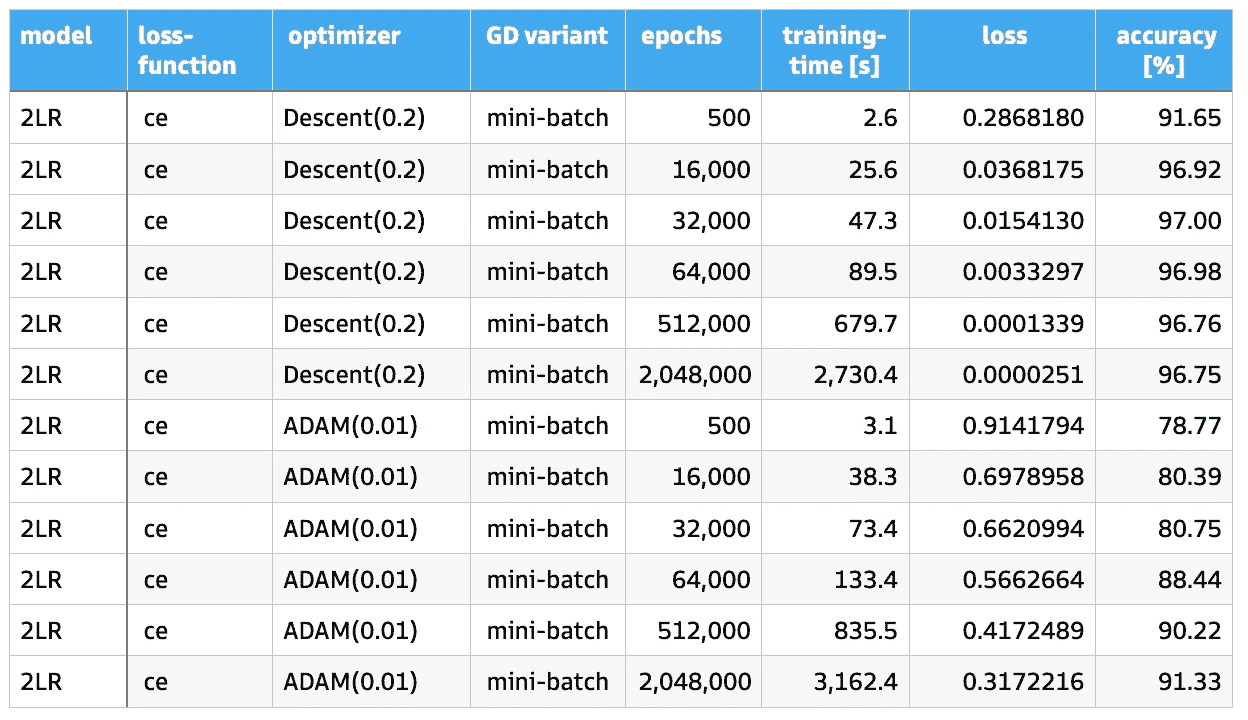 model loss-function optimizer GD variant epochs training-time [s] loss accuracy [%]
2LR ce Descent(0.2) mini-batch 500 2.6 0.2868180 91.65
2LR ce Descent(0.2) mini-batch 16,000 25.6 0.0368175 96.92
2LR ce Descent(0.2) mini-batch 32,000 47.3 0.0154130 97.00
2LR ce Descent(0.2) mini-batch 64,000 89.5 0.0033297 96.98
2LR ce Descent(0.2) mini-batch 512,000 679.7 0.0001339 96.76
2LR ce Descent(0.2) mini-batch 2,048,000 2,730.4 0.0000251 96.75
2LR ce ADAM(0.01) mini-batch 500 3.1 0.9141794 78.77
2LR ce ADAM(0.01) mini-batch 16,000 38.3 0.6978958 80.39
2LR ce ADAM(0.01) mini-batch 32,000 73.4 0.6620994 80.75
2LR ce ADAM(0.01) mini-batch 64,000 133.4 0.5662664 88.44
2LR ce ADAM(0.01) mini-batch 512,000 835.5 0.4172489 90.22
2LR ce ADAM(0.01) mini-batch 2,048,000 3,162.4 0.3172216 91.33